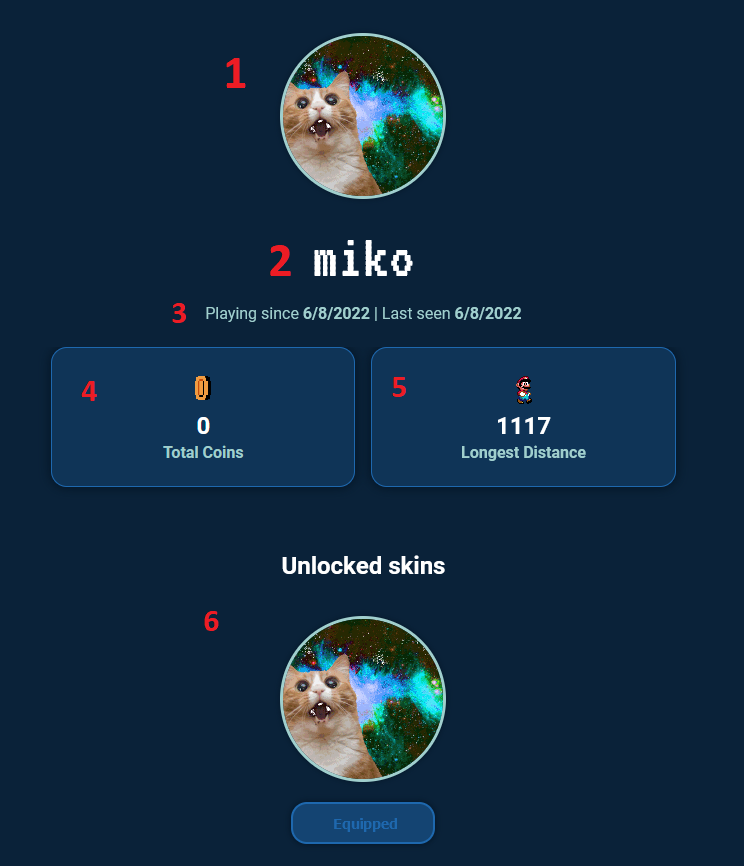 1
2 miko
3 Playing since 6/8/2022 | Last seen 6/8/2022
4
0
Total Coins
5
1117
Longest Distance
Unlocked skins
6
Equipped